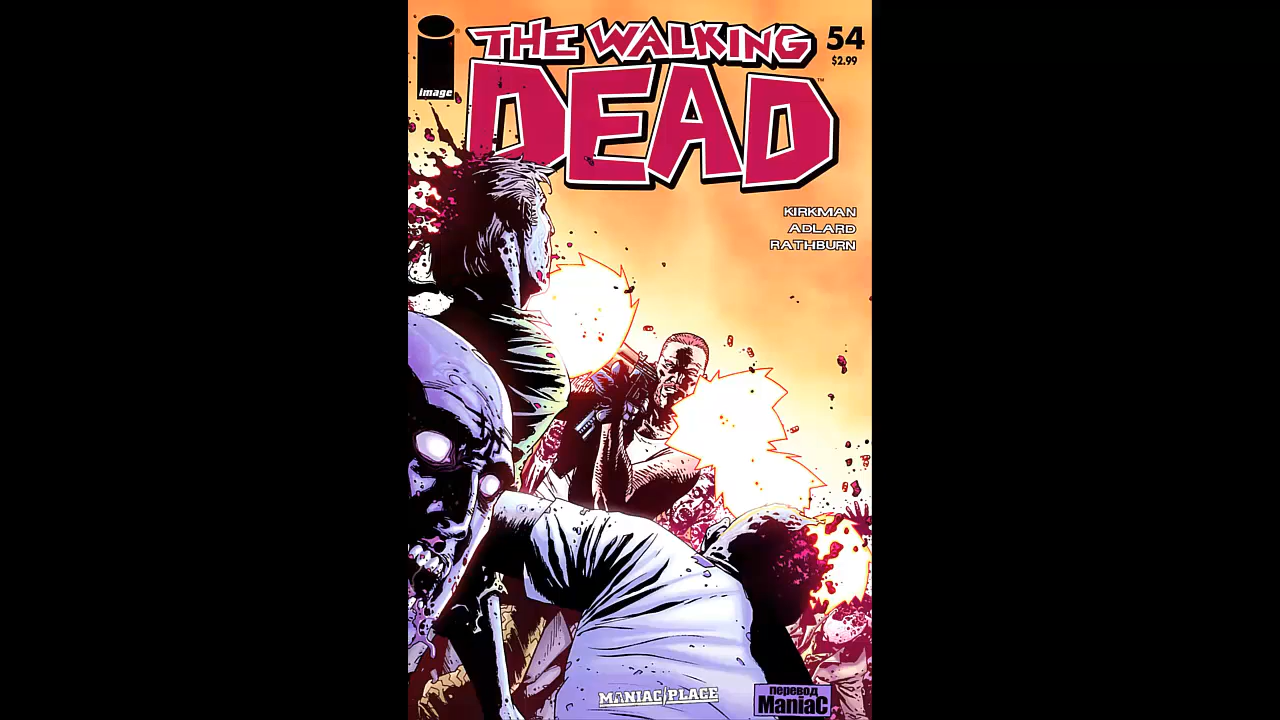 THE WALKING
DEAD
™
54
$2.99
image
KIRKMAN
ADLARD
RATHBURN
MANIAC/PLACE
перевод
ManiaC